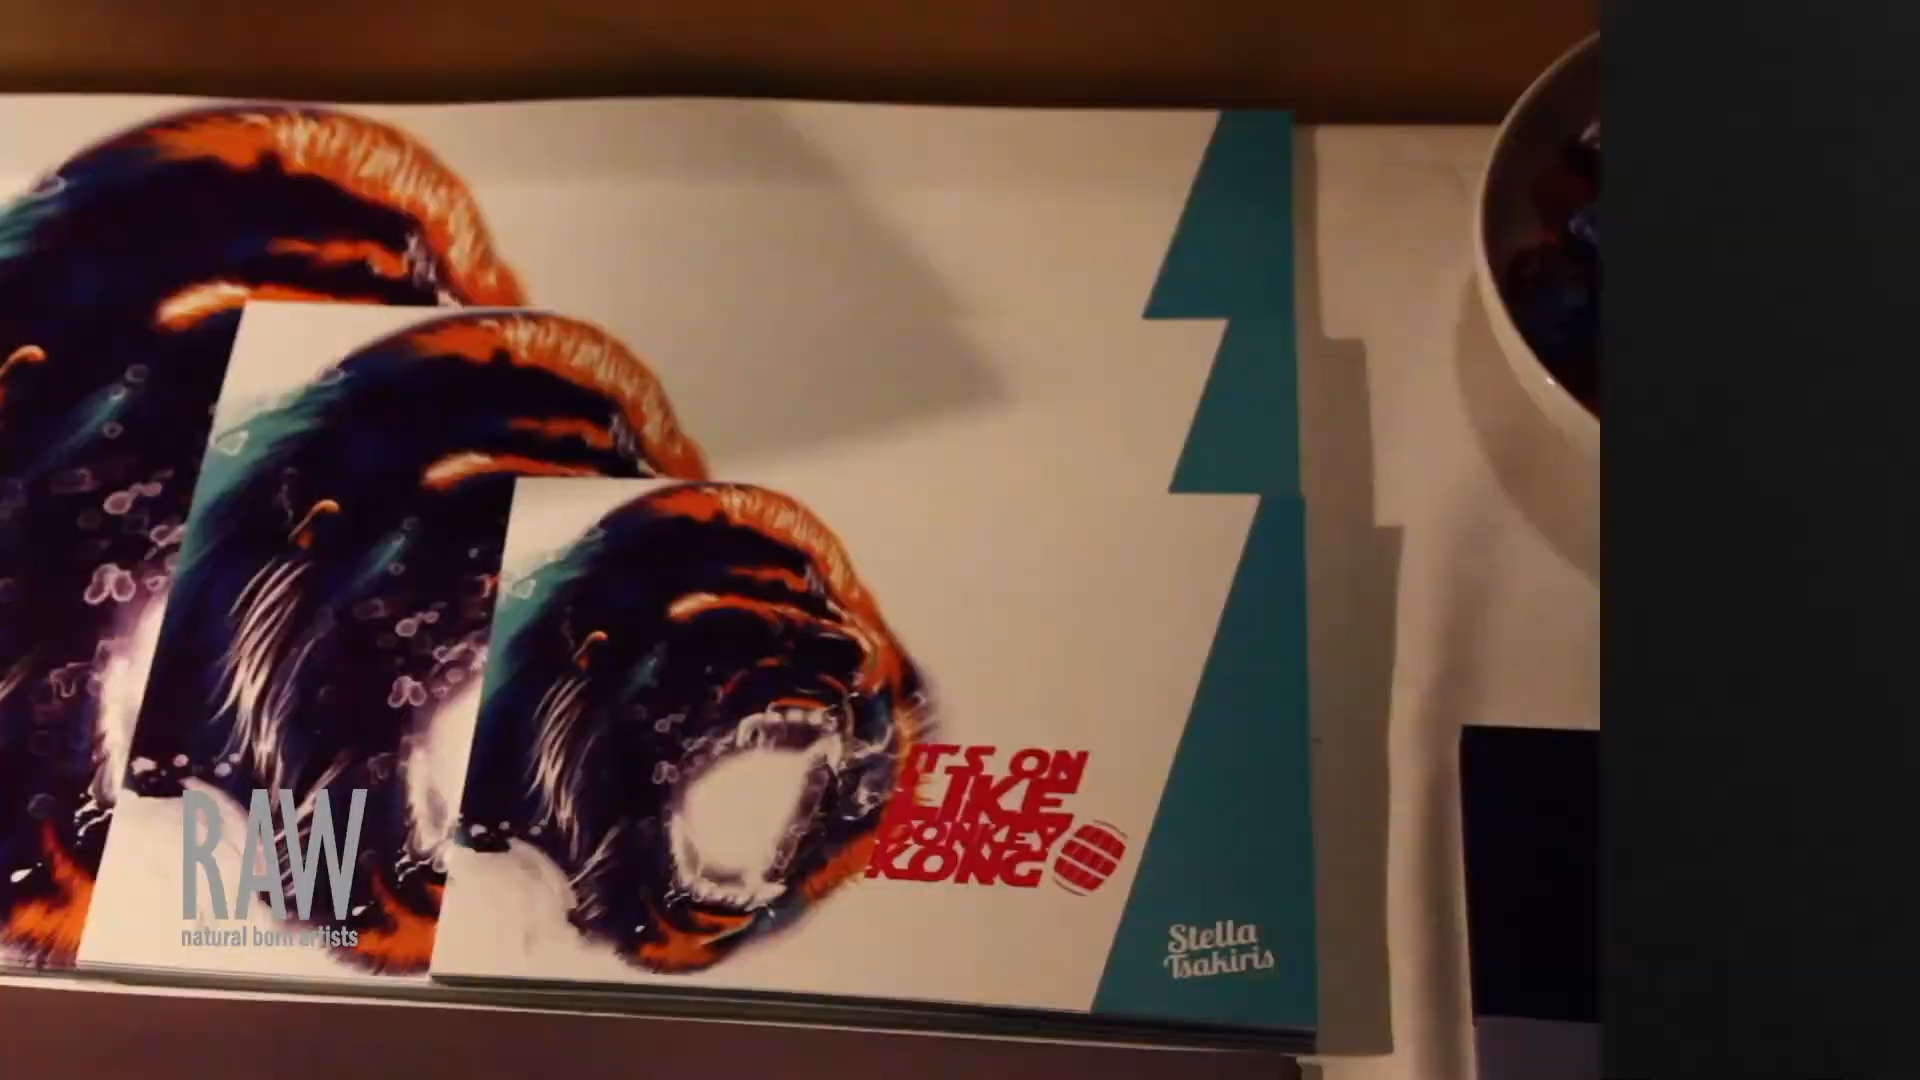 IT'S ON
LIKE
DONKEY
KONG
Stella
Tsakiris
RAW
natural born artists